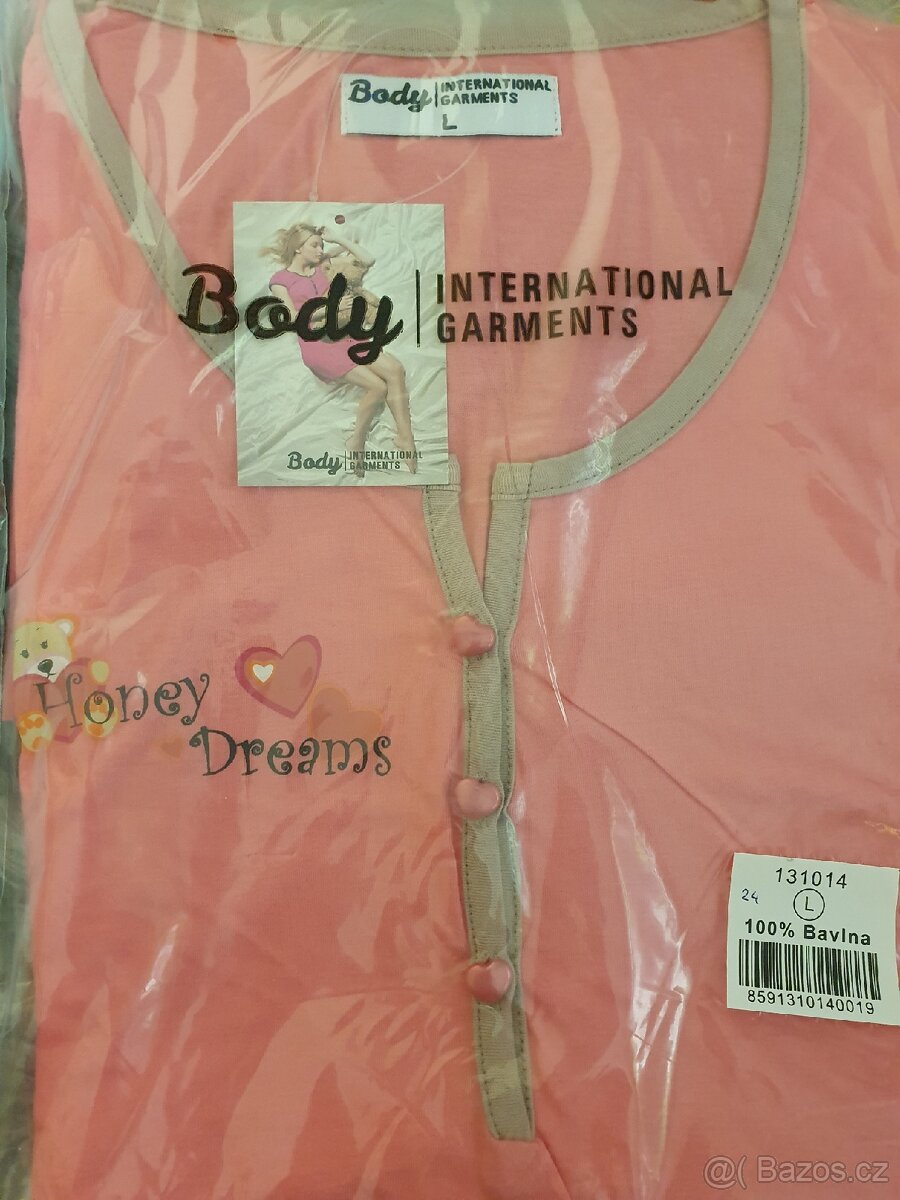 Body INTERNATIONAL
GARMENTS
L
Body INTERNATIONAL
GARMENTS
Body INTERNATIONAL
GARMENTS
Honey
Dreams
131014
24 L
100% Bavlna
8591310140019
@( Bazos.cz